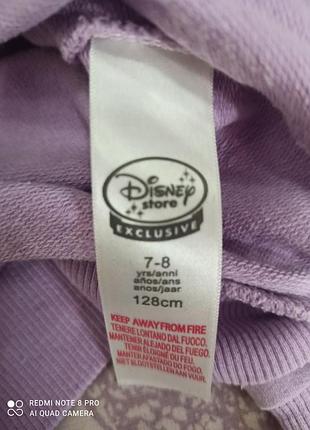 Disney
store
EXCLUSIVE
7-8
yrs/anni
años/ans
anos/jaar
128cm
KEEP AWAY FROM FIRE
TENERE LONTANO DAL FUOCO.
MANTENER ALEJADO DEL FUEGO.
TENIR ÉLOIGNÉ DU FEU.
MANTER AFASTADO DO FOGO.
NIET BLOOTSTELLEN AAN VUUR.
REDMI NOTE 8 PRO
AI QUAD CAMERA